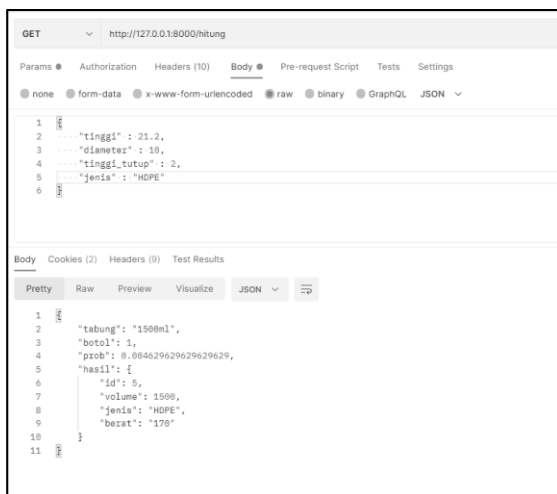 GET http://127.0.0.1:8000/hitung
Params Authorization Headers (10) Body Pre-request Script Tests Settings
none form-data x-www-form-urlencoded raw binary GraphQL JSON
1 {
2 "tinggi" : 21.2,
3 "diameter" : 10,
4 "tinggi_tutup" : 2,
5 "jenis" : "HDPE"
6 }
Body Cookies (2) Headers (9) Test Results
Pretty Raw Preview Visualize JSON
1 {
2 "tabung": "1500ml",
3 "botol": 1,
4 "prob": 0.004629629629629629,
5 "hasil": {
6 "id": 5,
7 "volume": 1500,
8 "jenis": "HDPE",
9 "berat": "170"
10 }
11 }